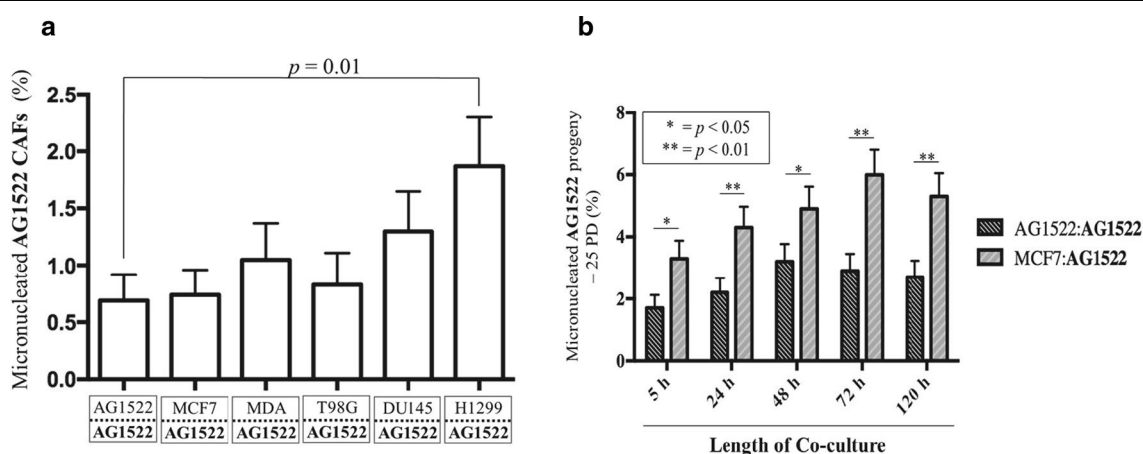 a
p = 0.01
Micronucleated AG1522 CAFs (%)
2.5
2.0
1.5
1.0
0.5
0.0
AG1522 MCF7 MDA T98G DU145 H1299
AG1522 AG1522 AG1522 AG1522 AG1522 AG1522
b
Micronucleated AG1522 progeny
– 25 PD (%)
8
6
4
2
0
* = p < 0.05
** = p < 0.01
* ** * ** **
5 h 24 h 48 h 72 h 120 h
Length of Co-culture
AG1522:AG1522
MCF7:AG1522